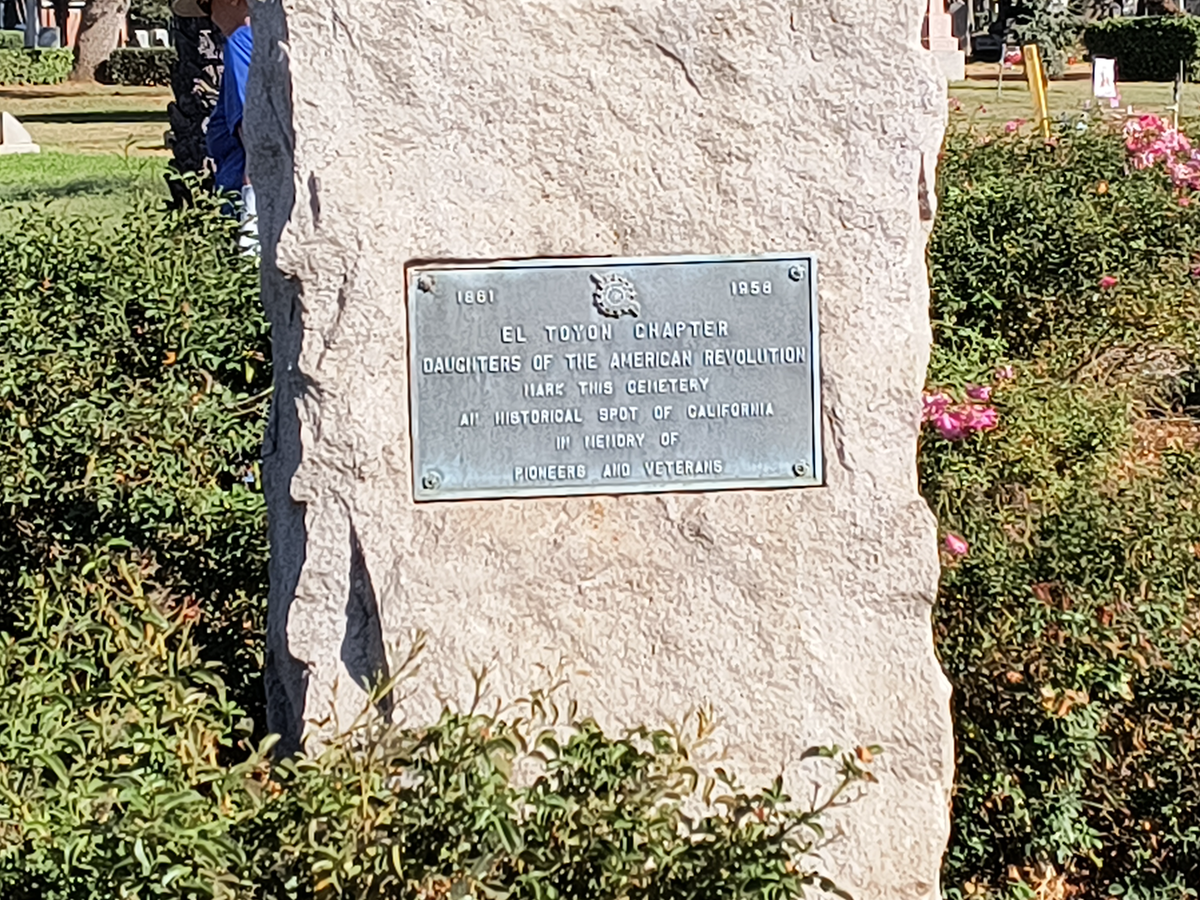 1861 1958
EL TOYON CHAPTER
DAUGHTERS OF THE AMERICAN REVOLUTION
MARK THIS CEMETERY
AN HISTORICAL SPOT OF CALIFORNIA
IN MEMORY OF
PIONEERS AND VETERANS